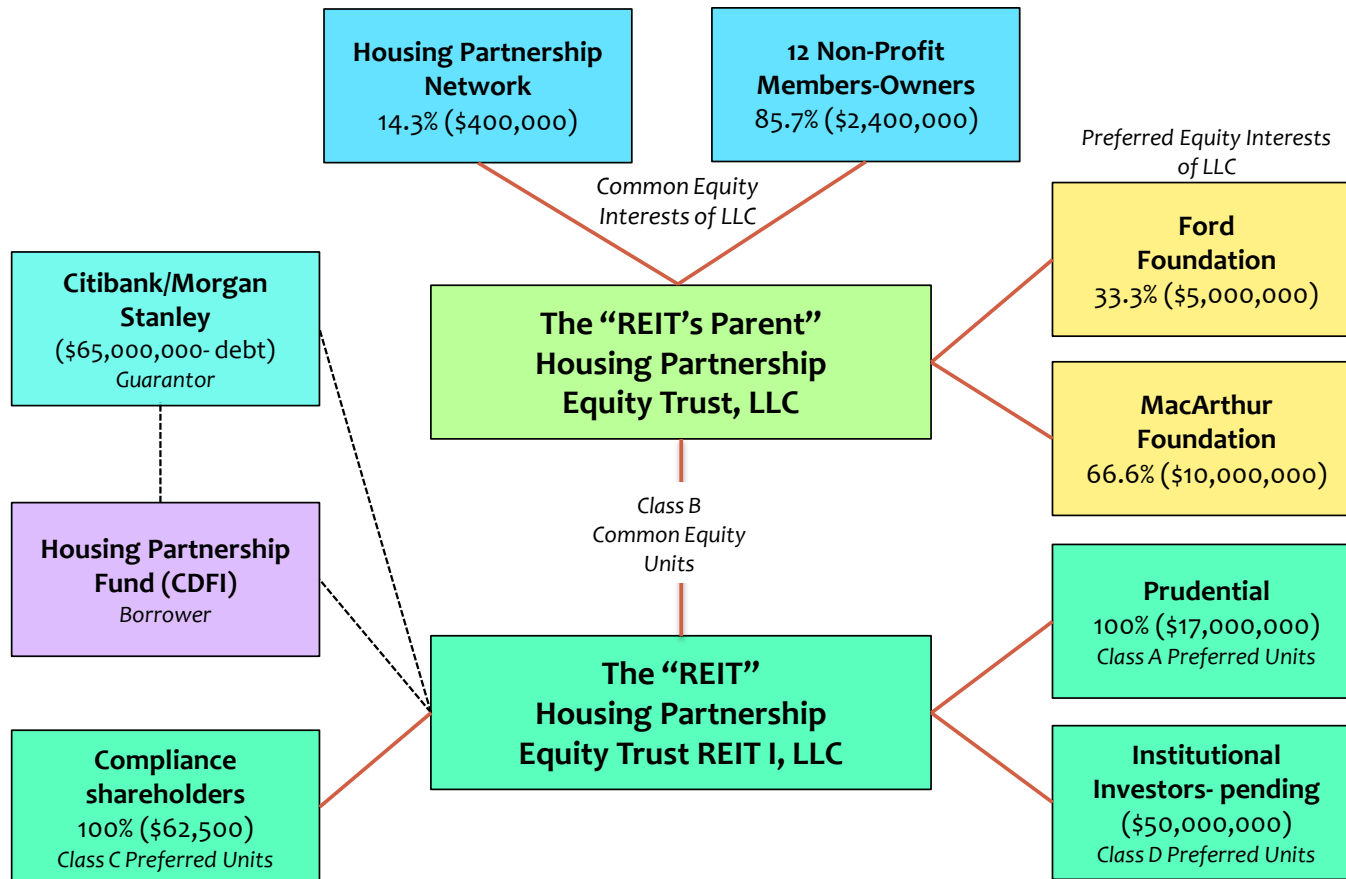 Housing Partnership
Network
14.3% ($400,000)
12 Non-Profit
Members-Owners
85.7% ($2,400,000)
Common Equity
Interests of LLC
Preferred Equity Interests
of LLC
Ford
Foundation
33.3% ($5,000,000)
Citibank/Morgan
Stanley
($65,000,000- debt)
Guarantor
The “REIT’s Parent”
Housing Partnership
Equity Trust, LLC
MacArthur
Foundation
66.6% ($10,000,000)
Class B
Common Equity
Units
Housing Partnership
Fund (CDFI)
Borrower
Prudential
100% ($17,000,000)
Class A Preferred Units
The “REIT”
Housing Partnership
Equity Trust REIT I, LLC
Compliance
shareholders
100% ($62,500)
Class C Preferred Units
Institutional
Investors- pending
($50,000,000)
Class D Preferred Units